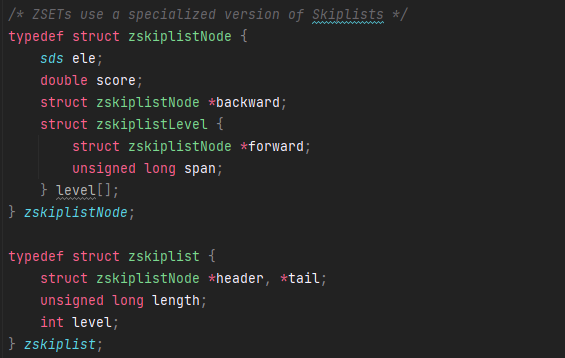 /* ZSETs use a specialized version of Skiplists */
typedef struct zskiplistNode {
    sds ele;
    double score;
    struct zskiplistNode *backward;
    struct zskiplistLevel {
        struct zskiplistNode *forward;
        unsigned long span;
    } level[];
} zskiplistNode;

typedef struct zskiplist {
    struct zskiplistNode *header, *tail;
    unsigned long length;
    int level;
} zskiplist;